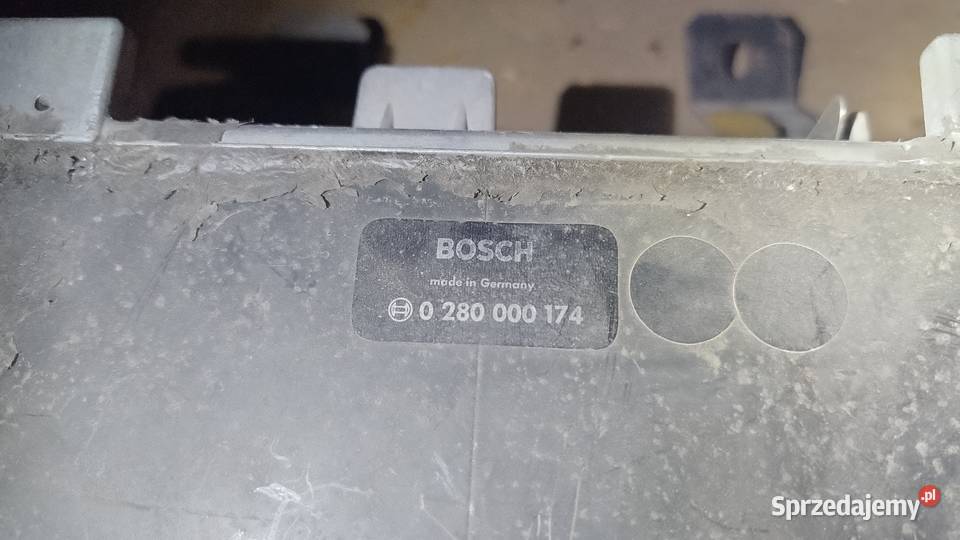 BOSCH
made in Germany
0 280 000 174
Sprzedajemy.pl